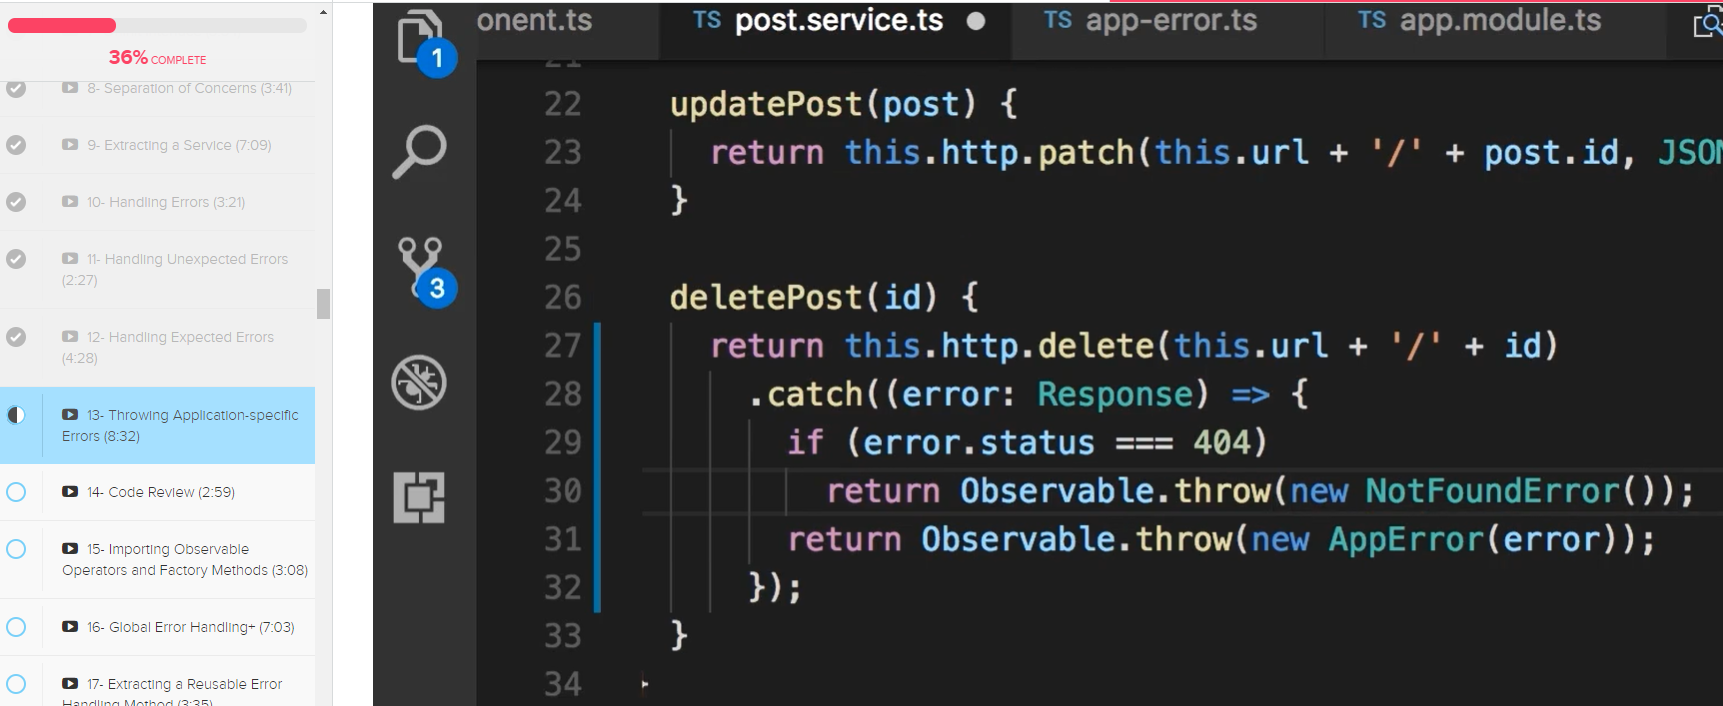 36% COMPLETE
8- Separation of Concerns (3:41)
9- Extracting a Service (7:09)
10- Handling Errors (3:21)
11- Handling Unexpected Errors
(2:27)
12- Handling Expected Errors
(4:28)
13- Throwing Application-specific
Errors (8:32)
14- Code Review (2:59)
15- Importing Observable
Operators and Factory Methods (3:08)
16- Global Error Handling+ (7:03)
17- Extracting a Reusable Error
Handling Method (3:35)
1
3
onent.ts
TS post.service.ts
TS app-error.ts
TS app.module.ts
21
22 updatePost(post) {
23 return this.http.patch(this.url + '/' + post.id, JSON
24 }
25
26 deletePost(id) {
27 return this.http.delete(this.url + '/' + id)
28 .catch((error: Response) => {
29 if (error.status === 404)
30 return Observable.throw(new NotFoundError());
31 return Observable.throw(new AppError(error));
32 });
33 }
34